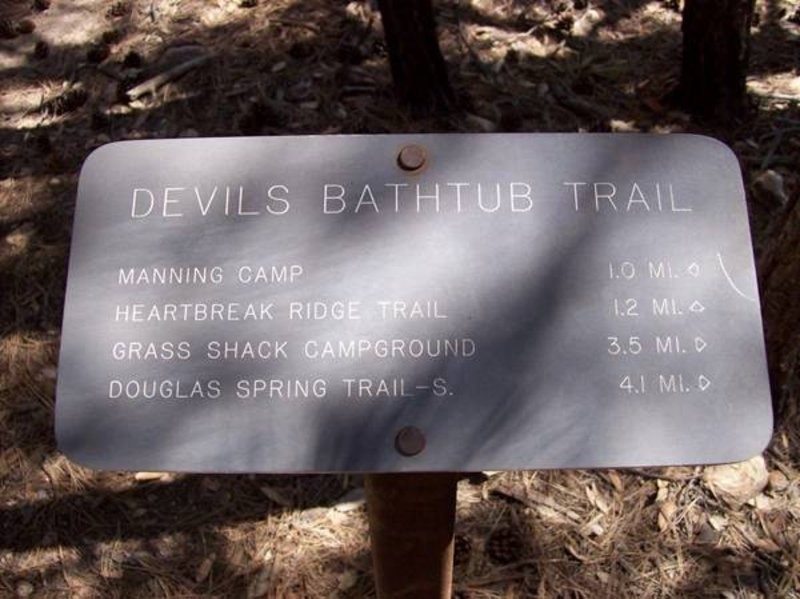 DEVILS BATHTUB TRAIL
MANNING CAMP 1.0 MI.
HEARTBREAK RIDGE TRAIL 1.2 MI.
GRASS SHACK CAMPGROUND 3.5 MI.
DOUGLAS SPRING TRAIL-S. 4.1 MI.